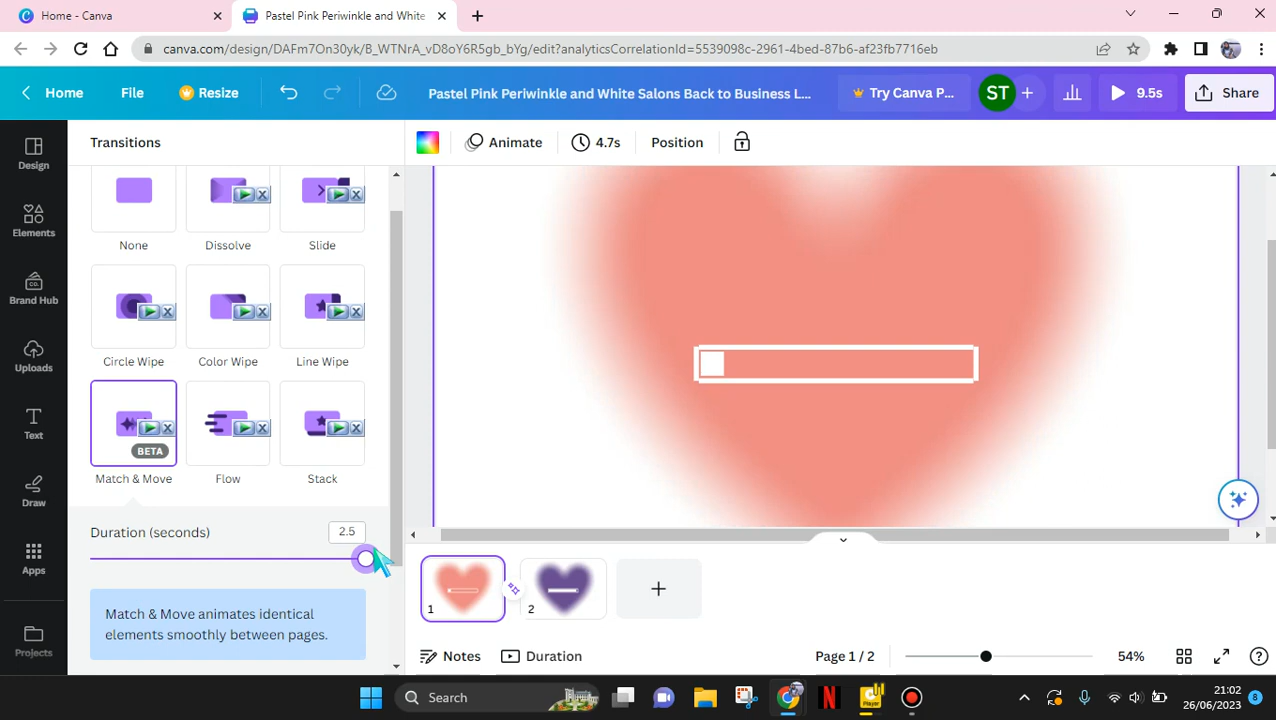 Home - Canva
Pastel Pink Periwinkle and White
canva.com/design/DAFm7On30yk/B_WTNrA_vD8oY6R5gb_bYg/edit?analyticsCorrelationId=5539098c-2961-4bed-87b6-af23fb7716eb
Home
File
Resize
Pastel Pink Periwinkle and White Salons Back to Business L...
Try Canva P...
ST
9.5s
Share
Transitions
Animate
4.7s
Position
Design
Elements
Brand Hub
Uploads
Text
Draw
Apps
Projects
None
Dissolve
Slide
Circle Wipe
Color Wipe
Line Wipe
BETA
Match & Move
Flow
Stack
Duration (seconds)
2.5
Match & Move animates identical
elements smoothly between pages.
1
2
Notes
Duration
Page 1 / 2
54%
Search
Player
21:02
26/06/2023
8